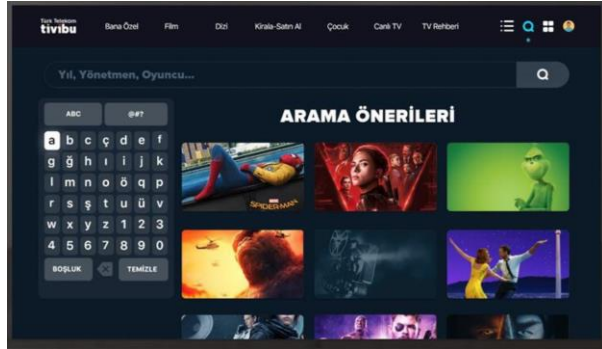 Türk Telekom
tivibu
Bana Özel
Film
Dizi
Kirala-Satın Al
Çocuk
Canlı TV
TV Rehberi
Yıl, Yönetmen, Oyuncu...
ABC
@#?
ARAMA ÖNERİLERİ
a b c ç d e f
g ğ h ı i j k
l m n o ö q p
r s ş t u ü v
w x y z 1 2 3
4 5 6 7 8 9 0
BOŞLUK
TEMİZLE
SPIDER-MAN